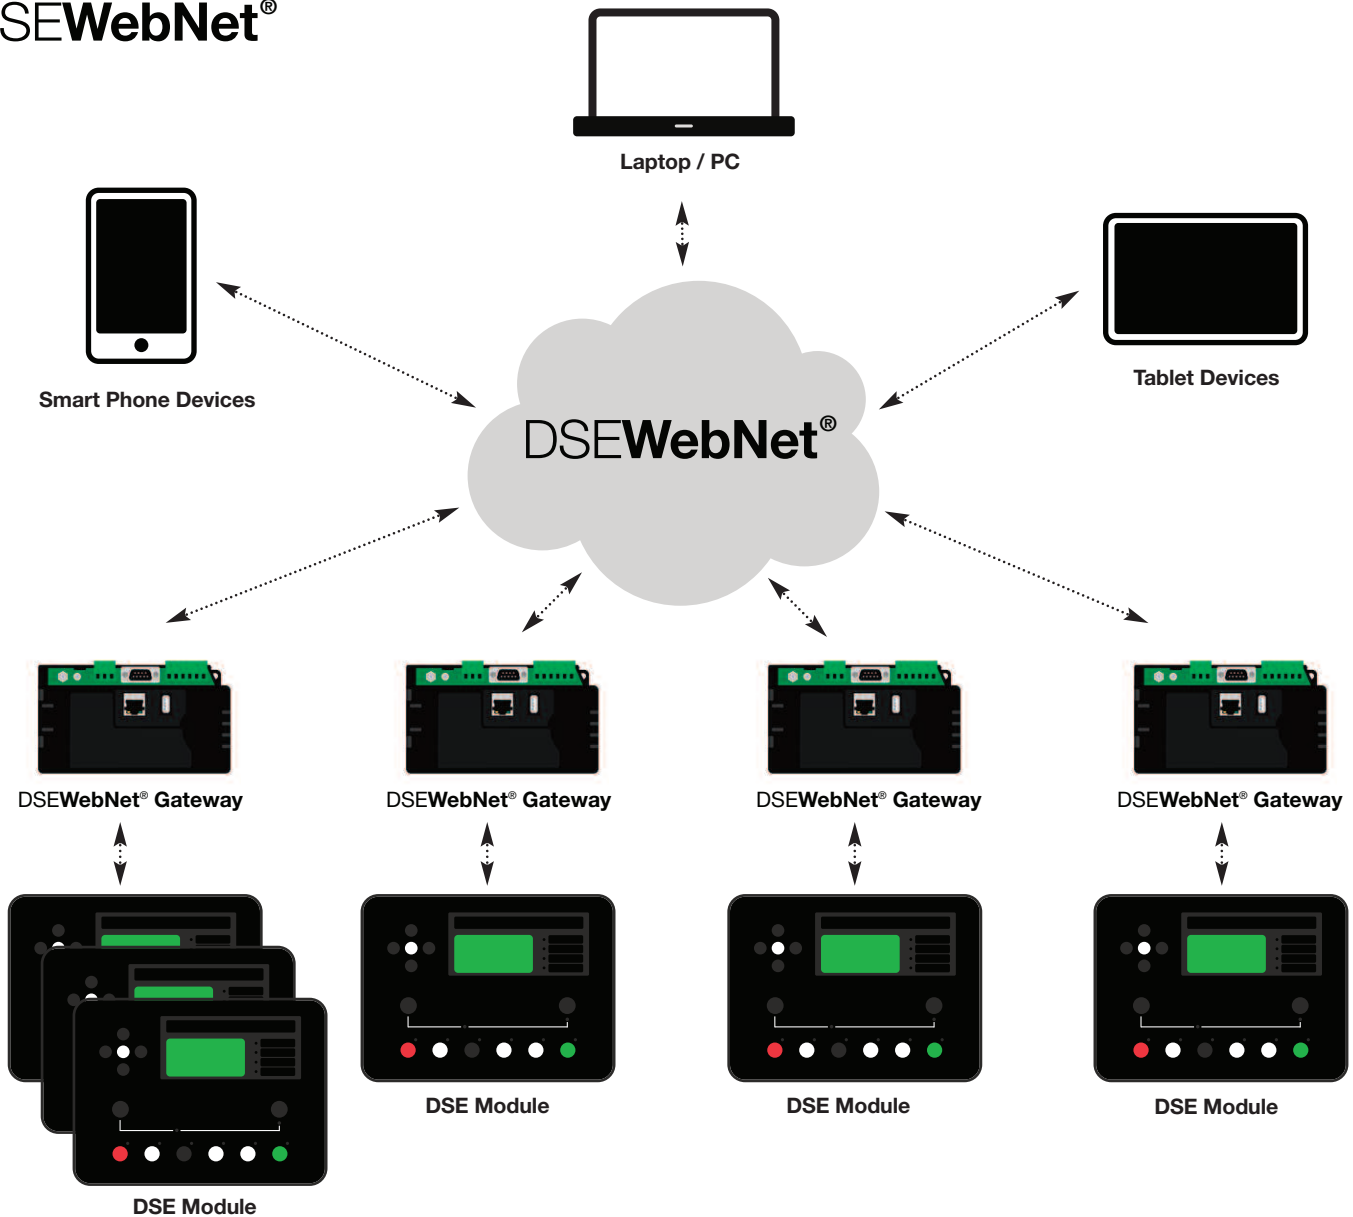 SEWebNet®
Laptop / PC
Smart Phone Devices
Tablet Devices
DSEWebNet®
DSEWebNet® Gateway
DSEWebNet® Gateway
DSEWebNet® Gateway
DSEWebNet® Gateway
DSE Module
DSE Module
DSE Module
DSE Module